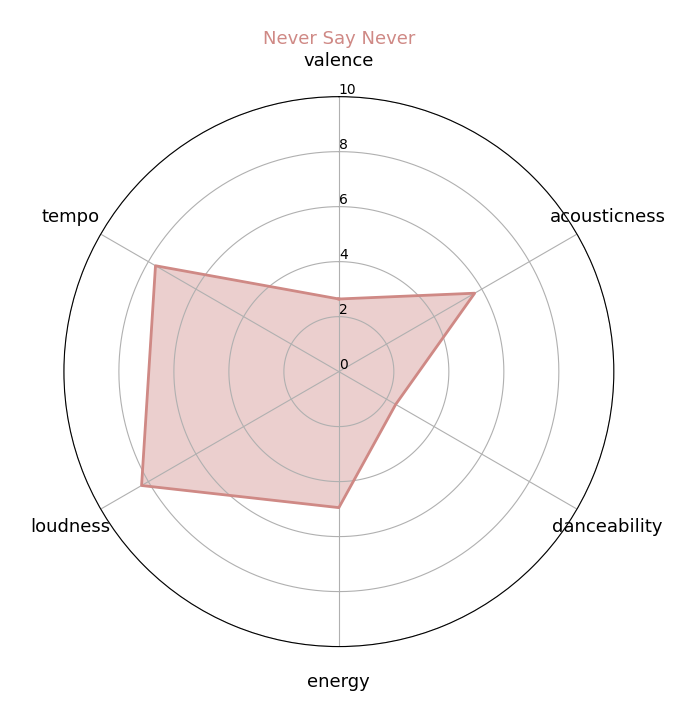 Never Say Never
valence
10
8
tempo
acousticness
6
4
2
0
loudness
danceability
energy